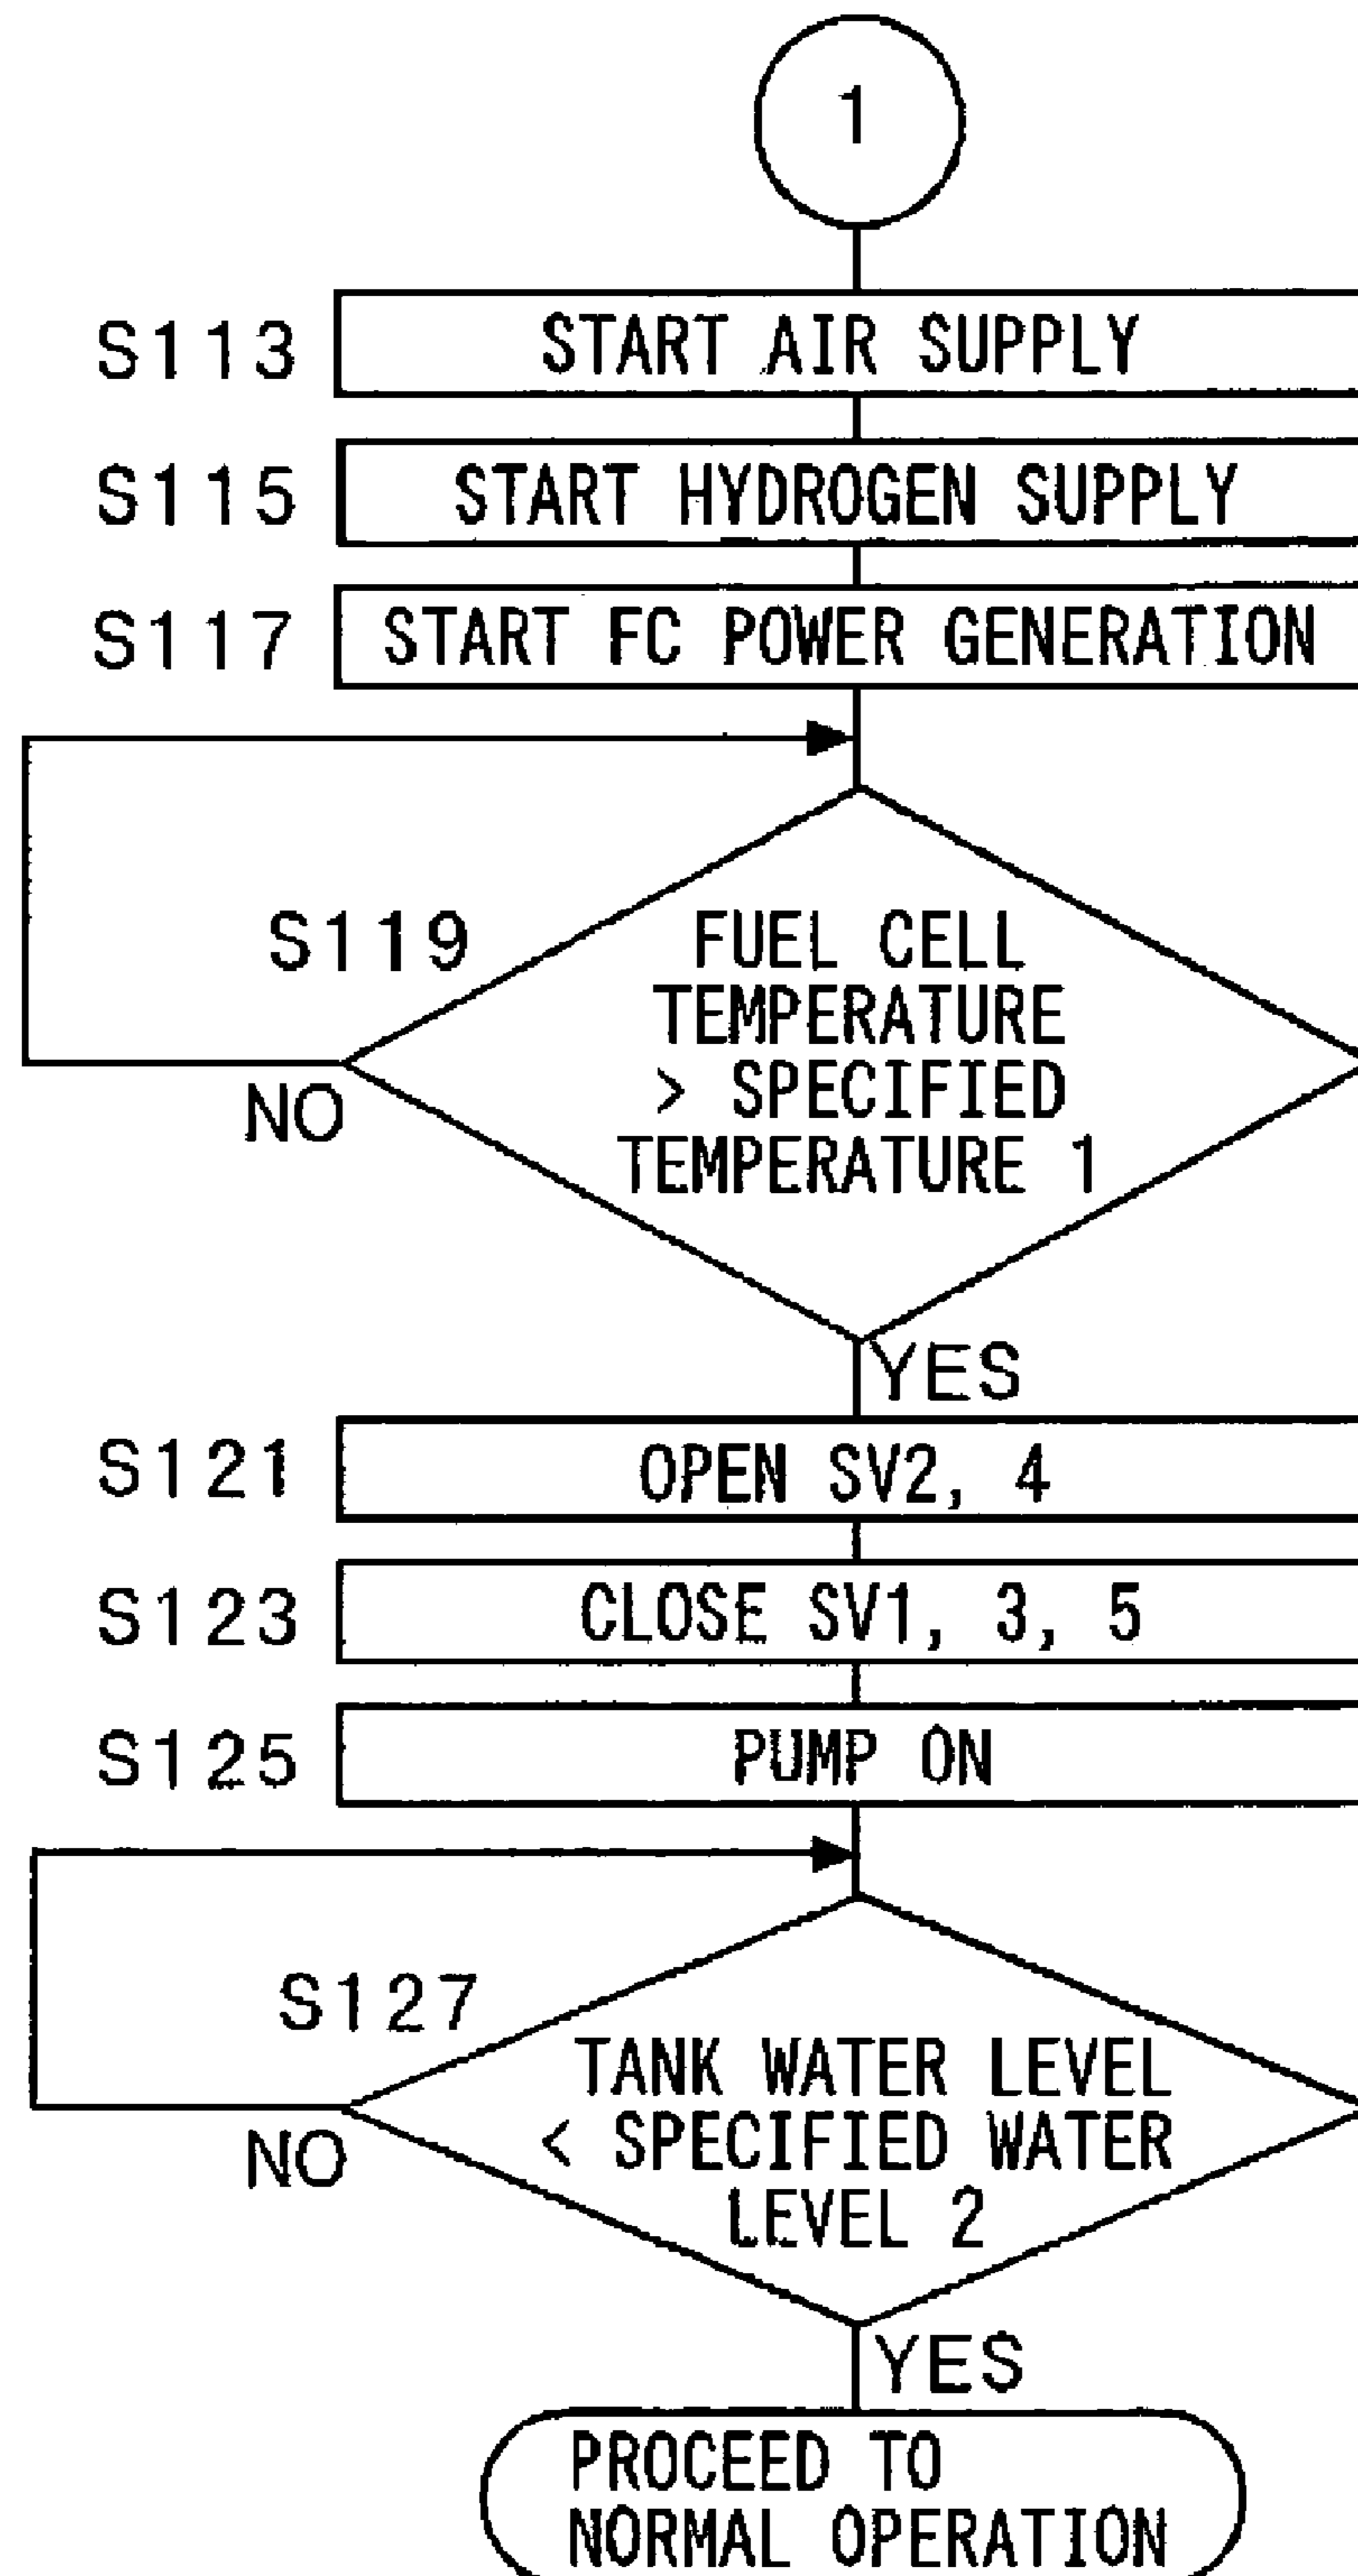 1
S113 START AIR SUPPLY
S115 START HYDROGEN SUPPLY
S117 START FC POWER GENERATION
S119 FUEL CELL
TEMPERATURE
> SPECIFIED
TEMPERATURE 1
NO
YES
S121 OPEN SV2, 4
S123 CLOSE SV1, 3, 5
S125 PUMP ON
S127
TANK WATER LEVEL
< SPECIFIED WATER
LEVEL 2
NO
YES
PROCEED TO
NORMAL OPERATION